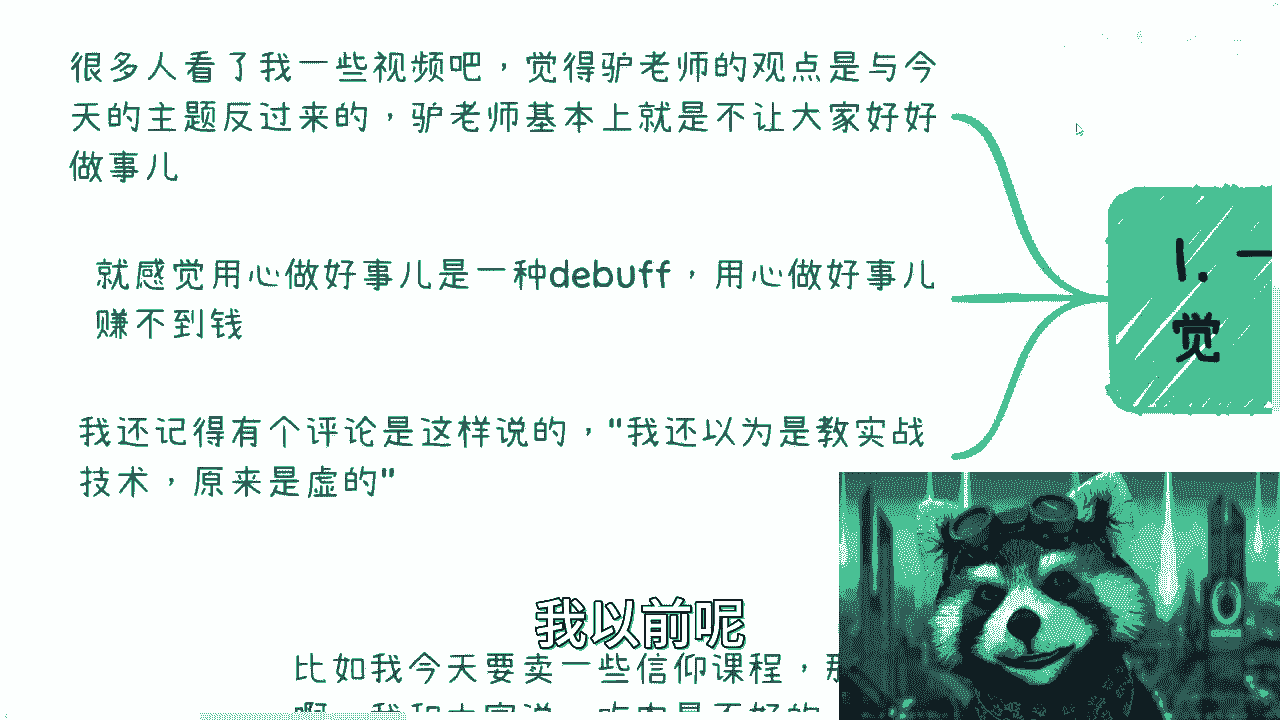 很多人看了我一些视频吧，觉得驴老师的观点是与今
天的主题反过来的，驴老师基本上就是不让大家好好
做事儿
就感觉用心做好事儿是一种debuff，用心做好事儿
赚不到钱
我还记得有个评论是这样说的，"我还以为是教实战
技术，原来是虚的"
1. 一
觉
我以前呢
比如我今天要卖一些信仰课程，